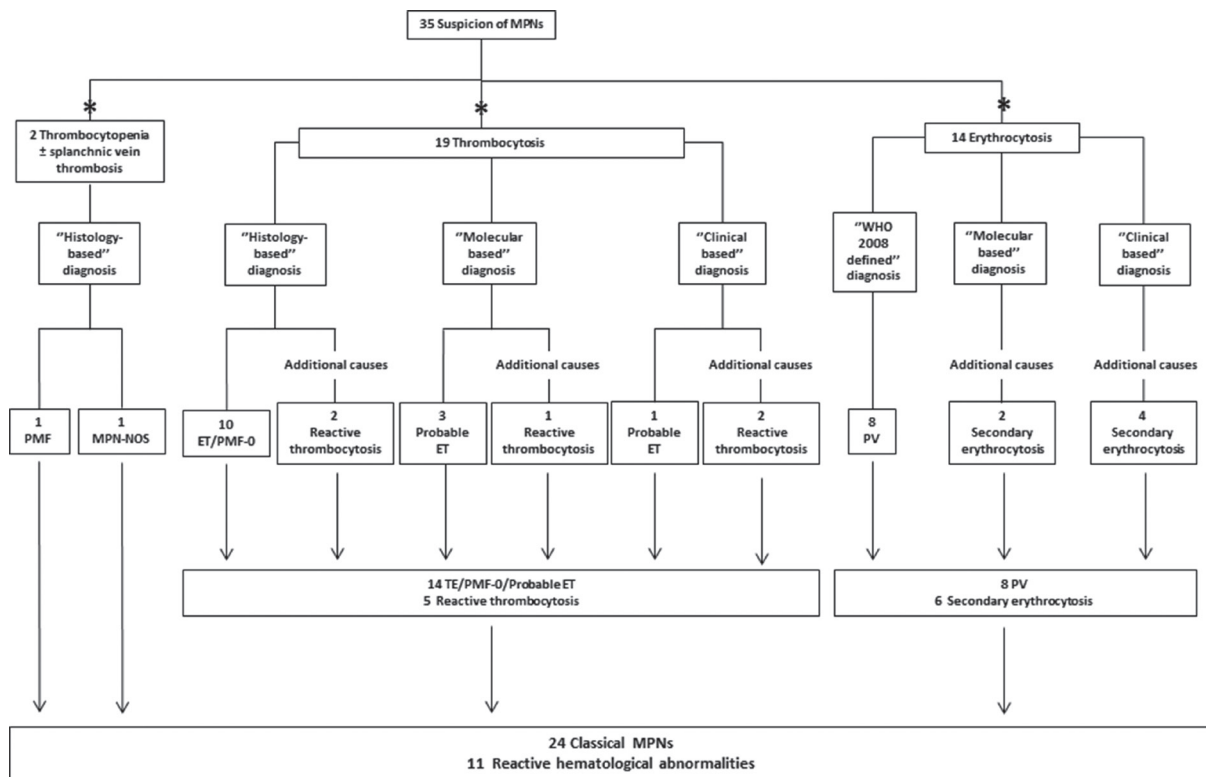 35 Suspicion of MPNs
*
*
*
2 Thrombocytopenia
± splanchnic vein
thrombosis
19 Thrombocytosis
14 Erythrocytosis
‘’Histology-
based’’
diagnosis
‘’Histology-
based’’
diagnosis
‘’Molecular
based’’
diagnosis
‘’Clinical
based’’
diagnosis
‘’WHO
2008
defined’’
diagnosis
‘’Molecular
based’’
diagnosis
‘’Clinical
based’’
diagnosis
Additional causes
Additional causes
Additional causes
Additional causes
Additional causes
1
PMF
1
MPN-NOS
10
ET/PMF-0
2
Reactive
thrombocytosis
3
Probable
ET
1
Reactive
thrombocytosis
1
Probable
ET
2
Reactive
thrombocytosis
8
PV
2
Secondary
erythrocytosis
4
Secondary
erythrocytosis
14 TE/PMF-0/Probable ET
5 Reactive thrombocytosis
8 PV
6 Secondary erythrocytosis
24 Classical MPNs
11 Reactive hematological abnormalities